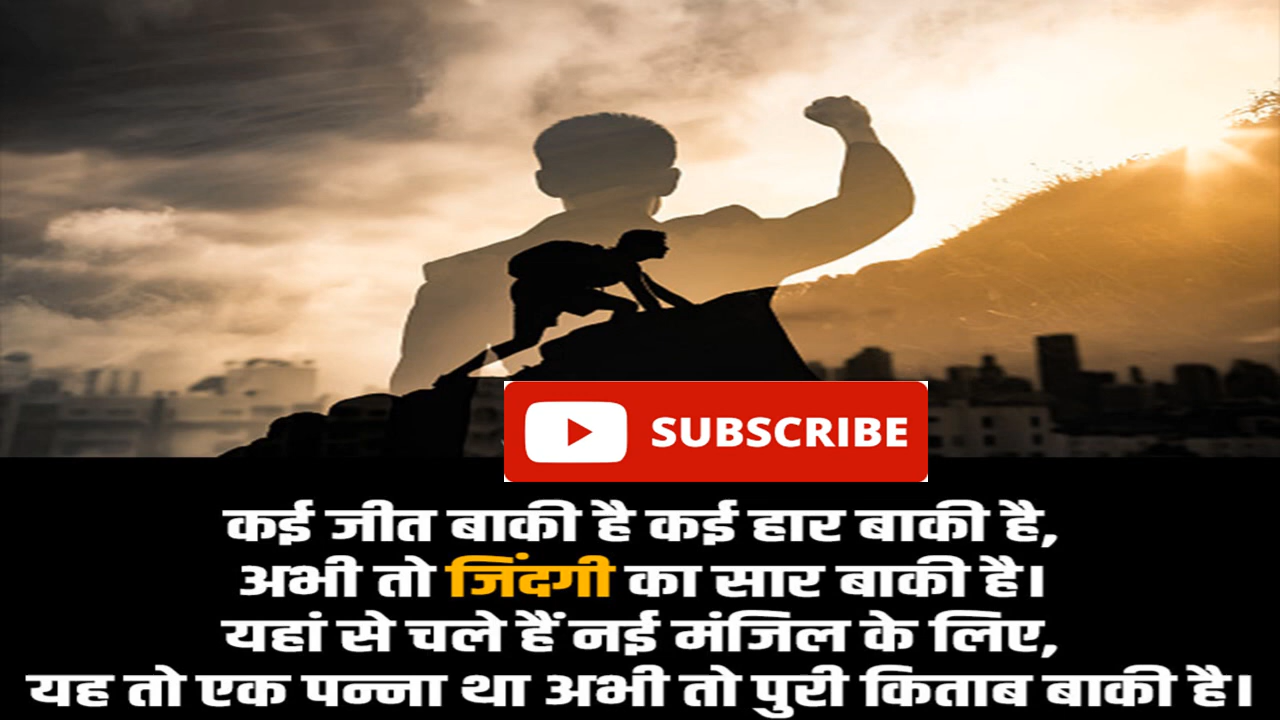 SUBSCRIBE
कई जीत बाकी है कई हार बाकी है,
अभी तो जिंदगी का सार बाकी है।
यहां से चले हैं नई मंजिल के लिए,
यह तो एक पन्ना था अभी तो पुरी किताब बाकी है।